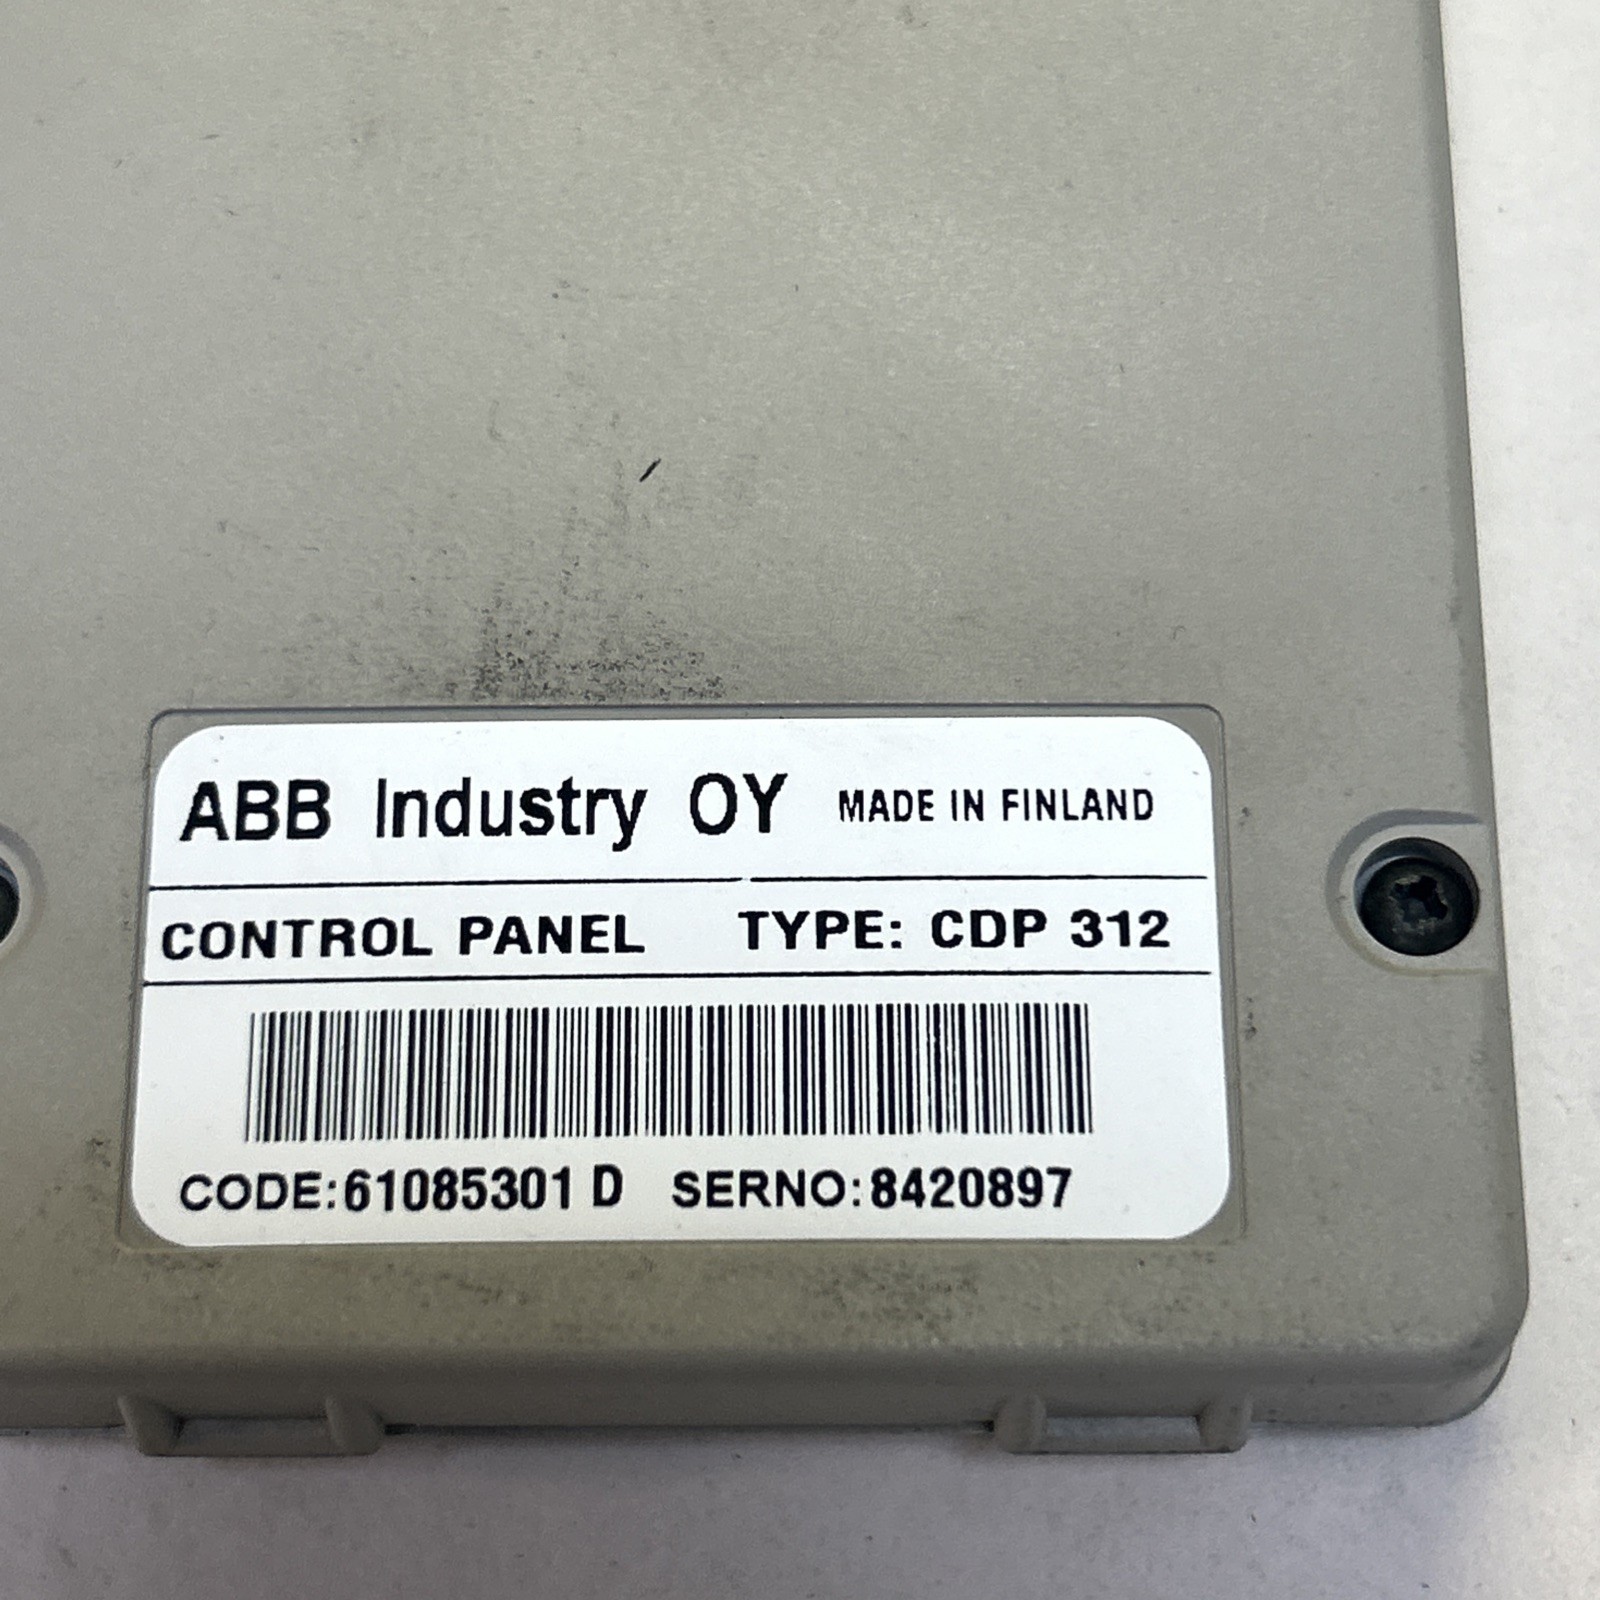 ABB Industry OY MADE IN FINLAND
CONTROL PANEL TYPE: CDP 312
CODE:61085301 D SERNO:8420897